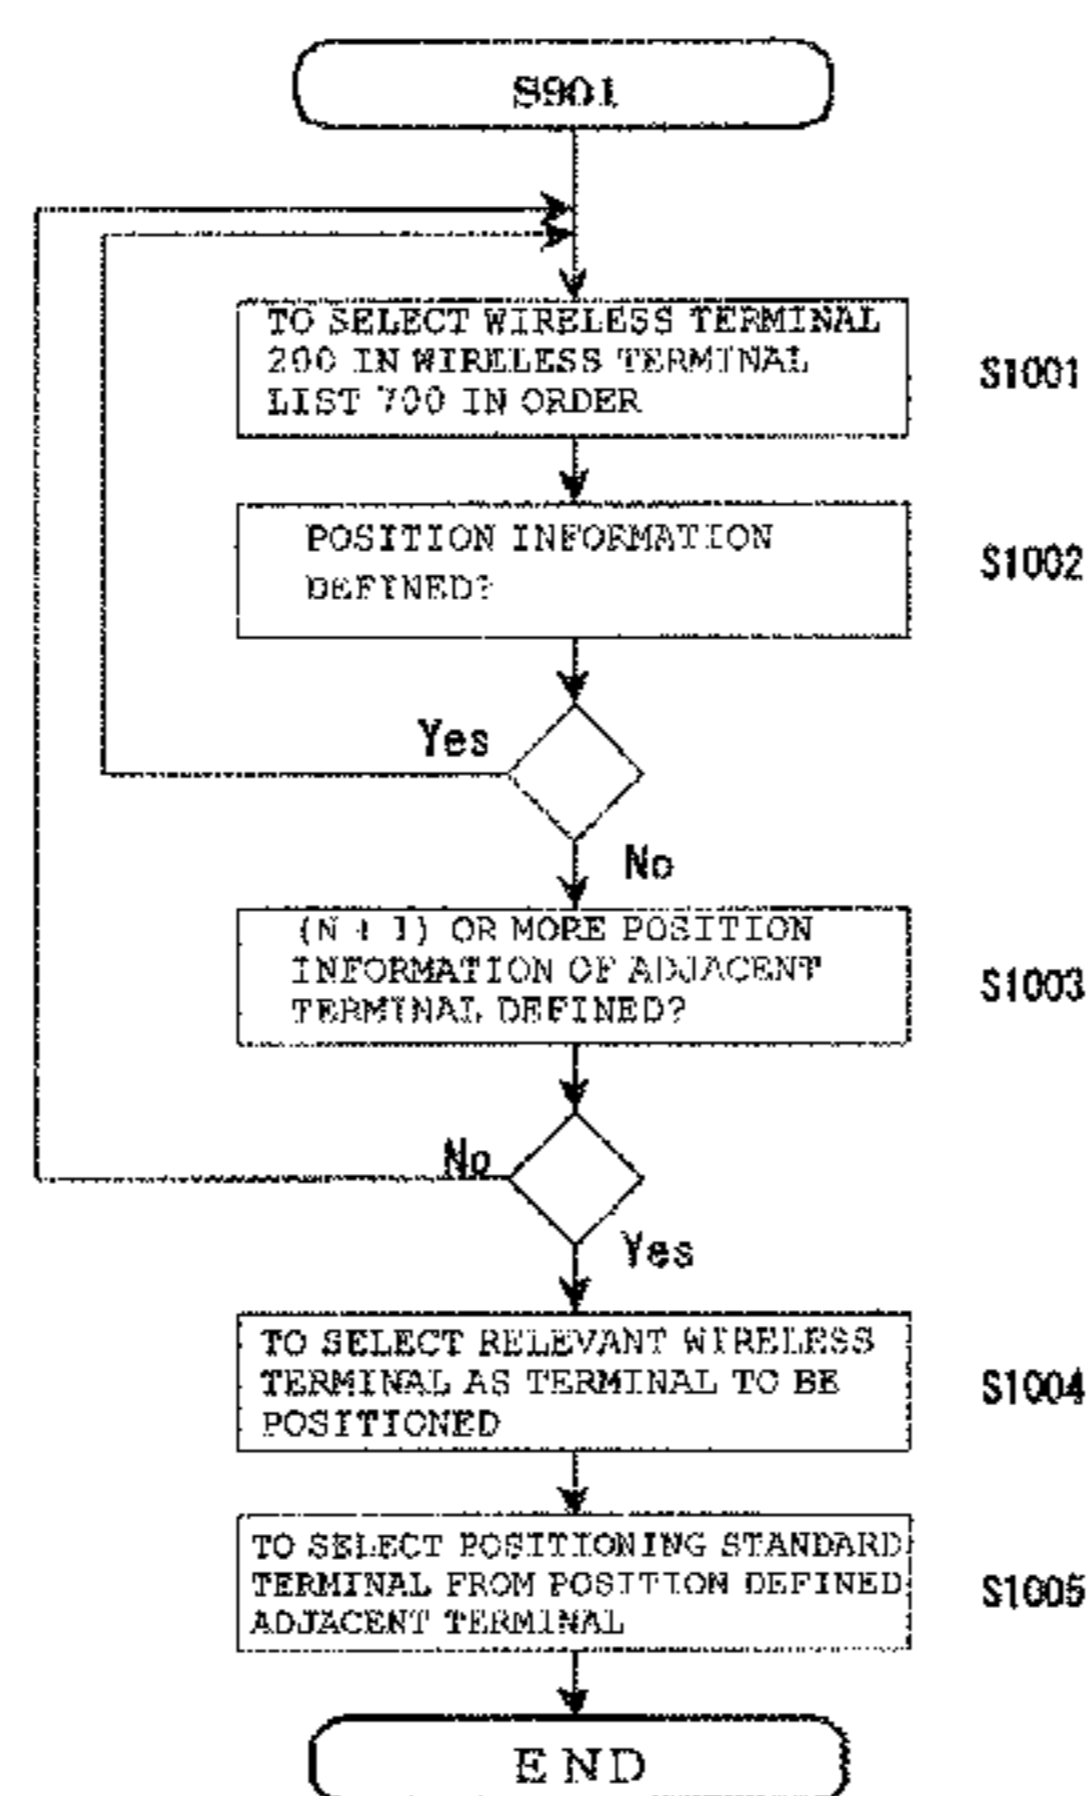 S901
TO SELECT WIRELESS TERMINAL
200 IN WIRELESS TERMINAL
LIST 700 IN ORDER
S1001
POSITION INFORMATION
DEFINED?
S1002
Yes
No
(N + 1) OR MORE POSITION
INFORMATION OF ADJACENT
TERMINAL DEFINED?
S1003
No
Yes
TO SELECT RELEVANT WIRELESS
TERMINAL AS TERMINAL TO BE
POSITIONED
S1004
TO SELECT POSITIONING STANDARD
TERMINAL FROM POSITION DEFINED
ADJACENT TERMINAL
S1005
END